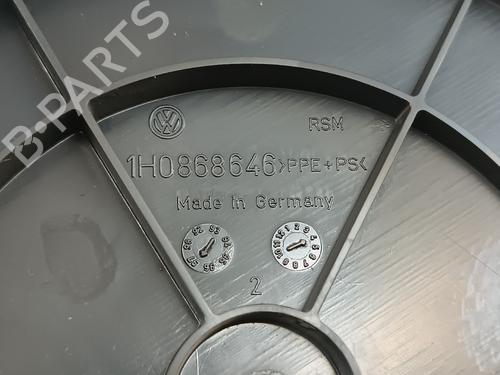 B-PARTS
VW
RSM
1H0868646 >PPE+PS<
Made in Germany
2